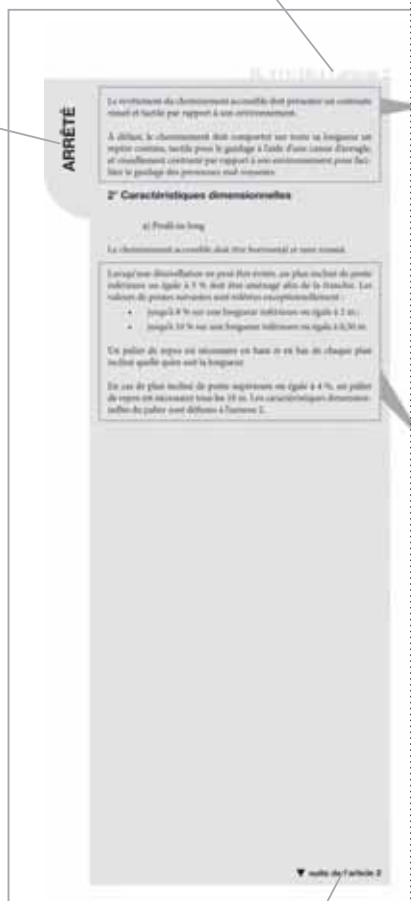 ARRÊTÉ
Le revêtement du cheminement accessible doit présenter un contraste
visuel et tactile par rapport à son environnement.
À défaut, le cheminement doit comporter sur toute sa longueur un
repère continu, tactile pour le guidage à l'aide d'une canne d'aveugle,
et visuellement contrasté par rapport à son environnement pour faci-
liter le guidage des personnes mal voyantes.
2° Caractéristiques dimensionnelles
a) Profil en long
Le cheminement accessible doit être horizontal et sans ressaut.
Lorsqu'une dénivellation ne peut être évitée, un plan incliné de pente
inférieure ou égale à 5 % doit être aménagé afin de la franchir. Les
valeurs de pentes suivantes sont tolérées exceptionnellement :
• jusqu'à 8 % sur une longueur inférieure ou égale à 2 m ;
• jusqu'à 10 % sur une longueur inférieure ou égale à 0,50 m.
Un palier de repos est nécessaire en haut et en bas de chaque plan
incliné quelle qu'en soit la longueur.
En cas de plan incliné de pente supérieure ou égale à 4 %, un palier
de repos est nécessaire tous les 10 m. Les caractéristiques dimension-
nelles du palier sont définies à l'annexe 2.
▼ suite de l'article 2